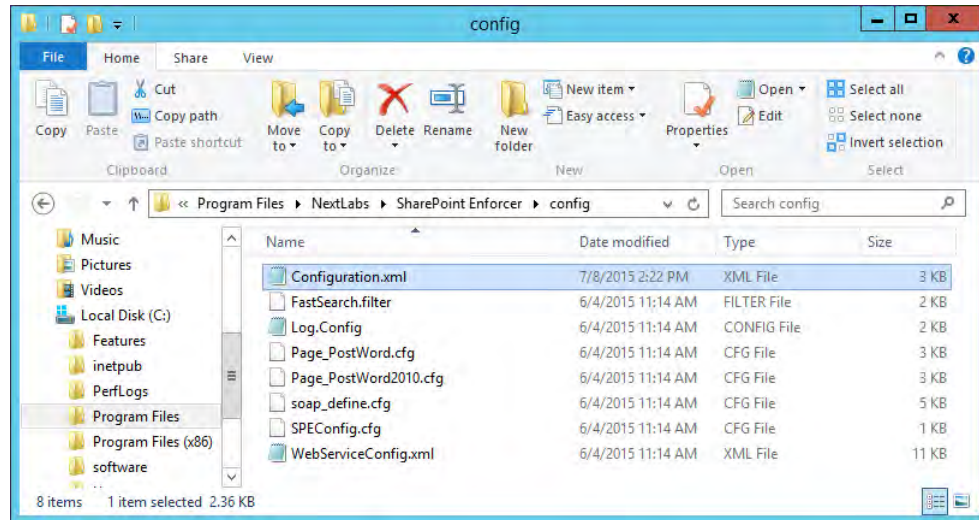 config
File Home Share View
Copy
Paste
Cut
Copy path
Paste shortcut
Clipboard
Move to
Copy to
Delete
Rename
Organize
New folder
New item
Easy access
New
Properties
Open
Edit
Open
Select all
Select none
Invert selection
Select
« Program Files SharePoint Enforcer config
Search config
Music
Pictures
Videos
Local Disk (C:)
Features
inetpub
PerfLogs
Program Files
Program Files (x86)
software
Name Date modified Type Size
Configuration.xml 7/8/2015 2:22 PM XML File 3 KB
FastSearch.filter 6/4/2015 11:14 AM FILTER File 2 KB
Log.Config 6/4/2015 11:14 AM CONFIG File 2 KB
Page_PostWord.cfg 6/4/2015 11:14 AM CFG File 3 KB
Page_PostWord2010.cfg 6/4/2015 11:14 AM CFG File 3 KB
soap_define.cfg 6/4/2015 11:14 AM CFG File 5 KB
SPEConfig.cfg 6/4/2015 11:14 AM CFG File 1 KB
WebServiceConfig.xml 6/4/2015 11:14 AM XML File 11 KB
8 items 1 item selected 2.36 KB